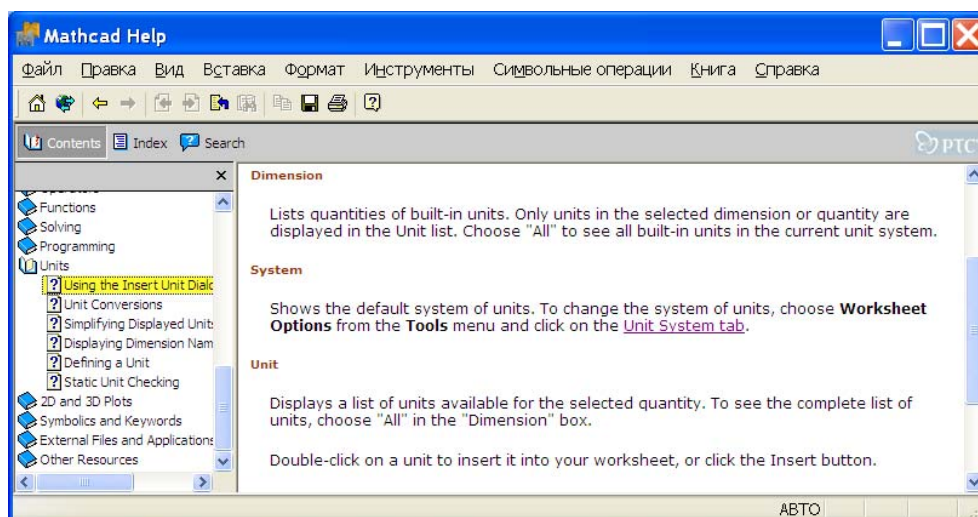 Mathcad Help
Файл Правка Вид Вставка Формат Инструменты Символьные операции Книга Справка
Contents Index Search
PTC
Functions
Solving
Programming
Units
Using the Insert Unit Dialo
Unit Conversions
Simplifying Displayed Units
Displaying Dimension Nam
Defining a Unit
Static Unit Checking
2D and 3D Plots
Symbolics and Keywords
External Files and Applications
Other Resources
Dimension
Lists quantities of built-in units. Only units in the selected dimension or quantity are
displayed in the Unit list. Choose "All" to see all built-in units in the current unit system.
System
Shows the default system of units. To change the system of units, choose Worksheet
Options from the Tools menu and click on the Unit System tab.
Unit
Displays a list of units available for the selected quantity. To see the complete list of
units, choose "All" in the "Dimension" box.
Double-click on a unit to insert it into your worksheet, or click the Insert button.
АВТО